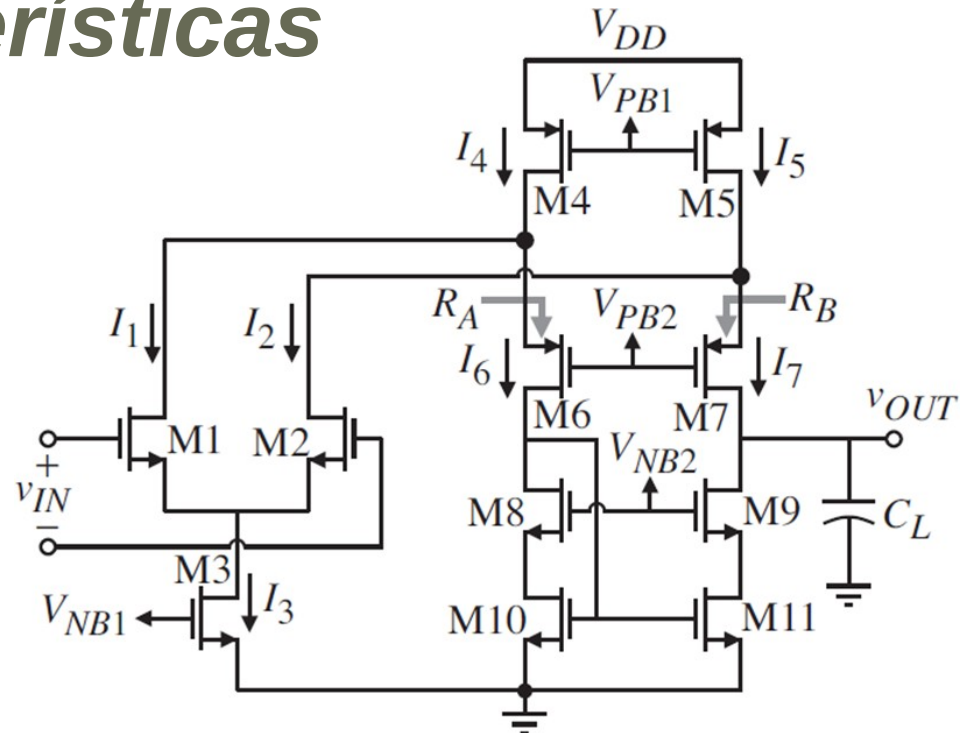 erísticas
V_DD
V_PB1
I_4
I_5
M4
M5
R_A
V_PB2
R_B
I_1
I_2
I_6
I_7
M6
M7
v_OUT
M1
M2
V_NB2
+
v_IN
−
M8
M9
C_L
M3
I_3
V_NB1
M10
M11